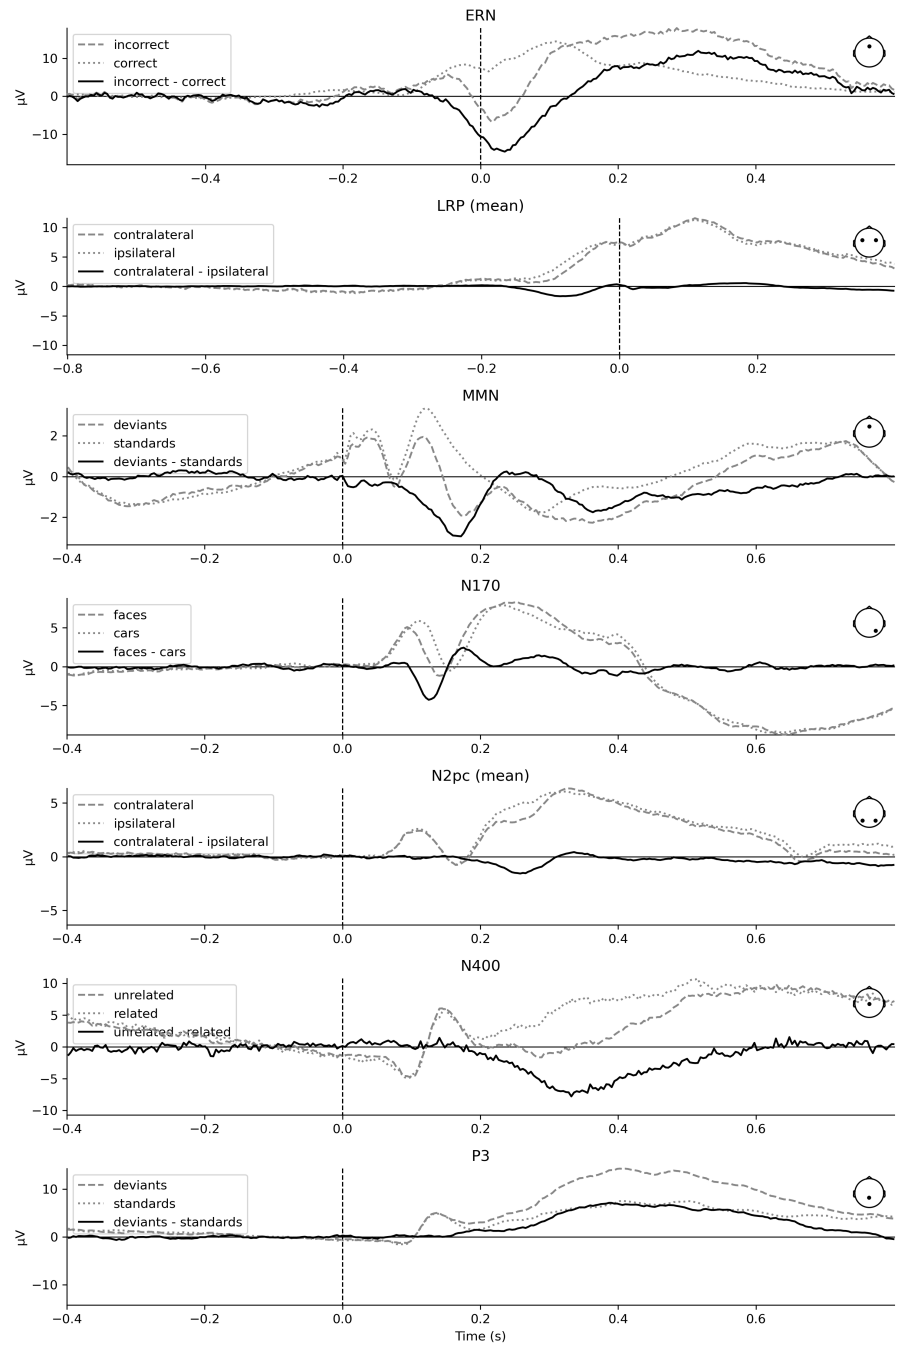 ERN
incorrect
correct
incorrect - correct
µV
10
0
−10
−0.4 −0.2 0.0 0.2 0.4
LRP (mean)
contralateral
ipsilateral
contralateral - ipsilateral
µV
10
5
0
−5
−10
−0.8 −0.6 −0.4 −0.2 0.0 0.2
MMN
deviants
standards
deviants - standards
µV
2
0
−2
−0.4 −0.2 0.0 0.2 0.4 0.6
N170
faces
cars
faces - cars
µV
5
0
−5
−0.4 −0.2 0.0 0.2 0.4 0.6
N2pc (mean)
contralateral
ipsilateral
contralateral - ipsilateral
µV
5
0
−5
−0.4 −0.2 0.0 0.2 0.4 0.6
N400
unrelated
related
unrelated - related
µV
10
5
0
−5
−10
−0.4 −0.2 0.0 0.2 0.4 0.6
P3
deviants
standards
deviants - standards
µV
10
0
−10
−0.4 −0.2 0.0 0.2 0.4 0.6
Time (s)